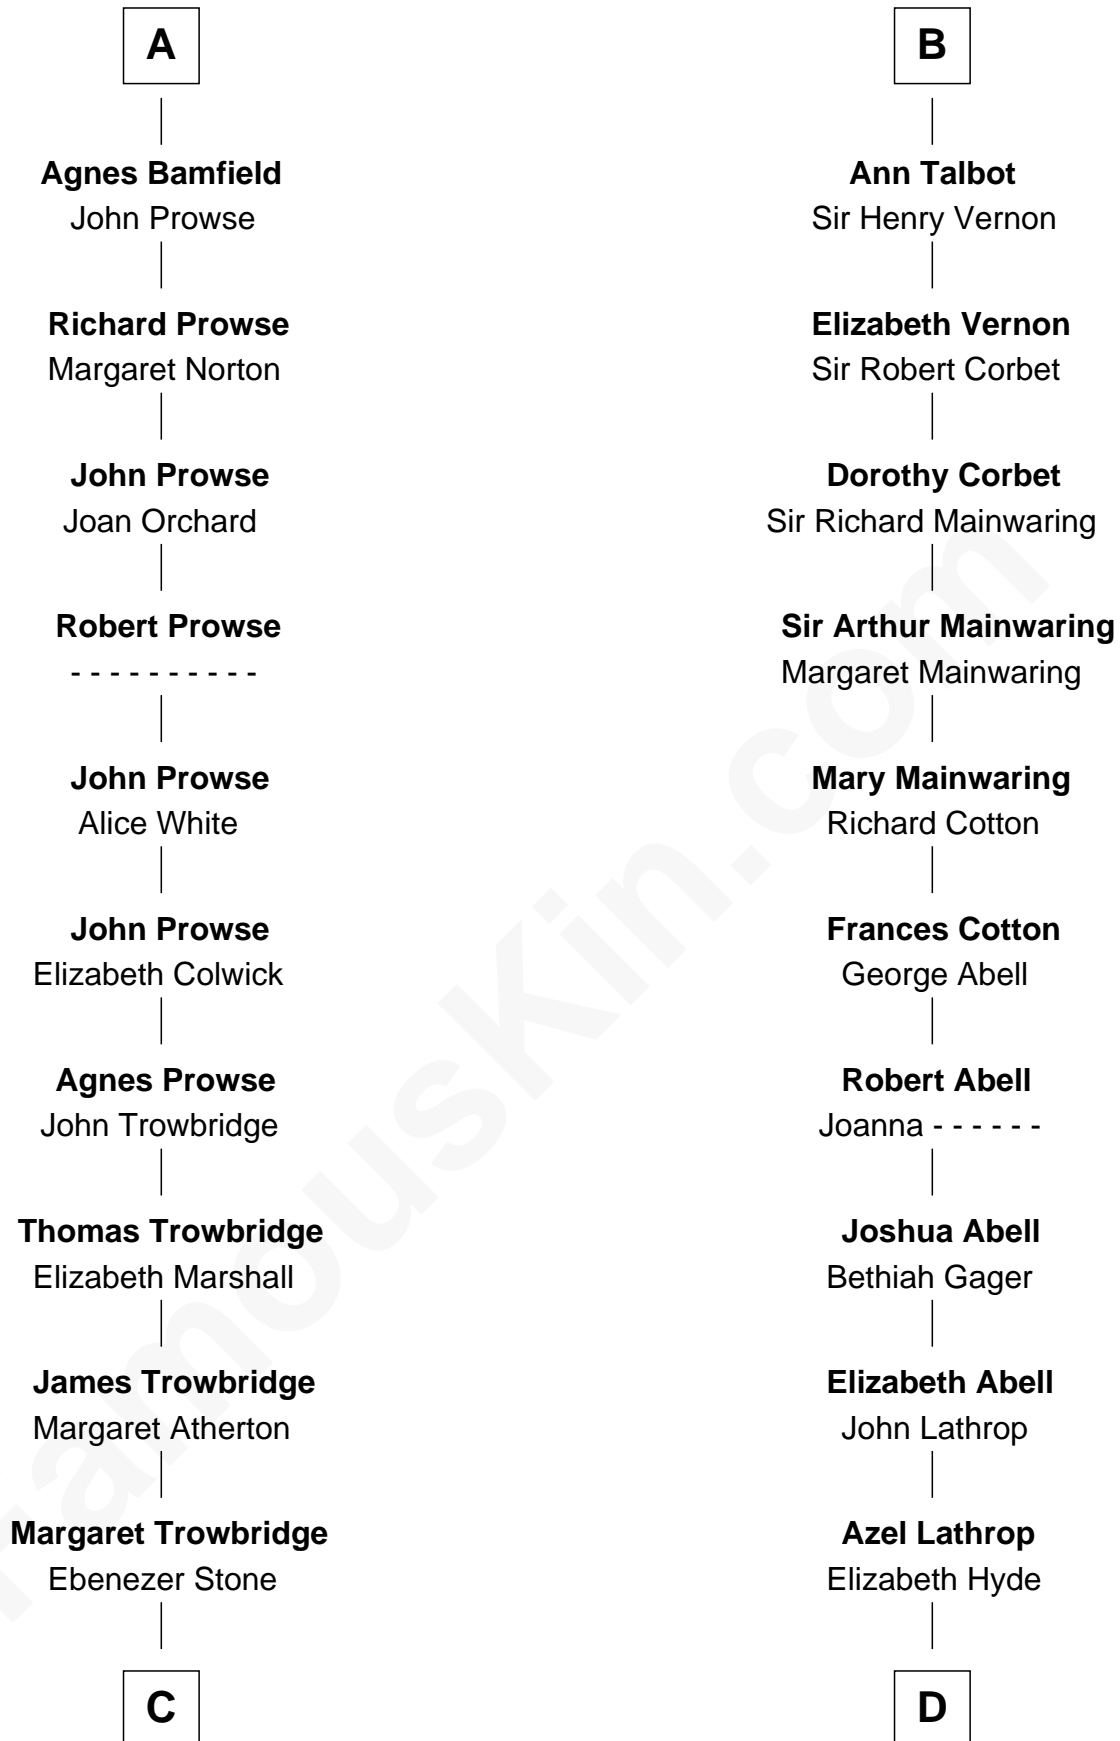 A
Agnes Bamfield
John Prowse
Richard Prowse
Margaret Norton
John Prowse
Joan Orchard
Robert Prowse
- - - - - - - - - -
John Prowse
Alice White
John Prowse
Elizabeth Colwick
Agnes Prowse
John Trowbridge
Thomas Trowbridge
Elizabeth Marshall
James Trowbridge
Margaret Atherton
Margaret Trowbridge
Ebenezer Stone
C
B
Ann Talbot
Sir Henry Vernon
Elizabeth Vernon
Sir Robert Corbet
Dorothy Corbet
Sir Richard Mainwaring
Sir Arthur Mainwaring
Margaret Mainwaring
Mary Mainwaring
Richard Cotton
Frances Cotton
George Abell
Robert Abell
Joanna - - - - - -
Joshua Abell
Bethiah Gager
Elizabeth Abell
John Lathrop
Azel Lathrop
Elizabeth Hyde
D
FamousKin.com